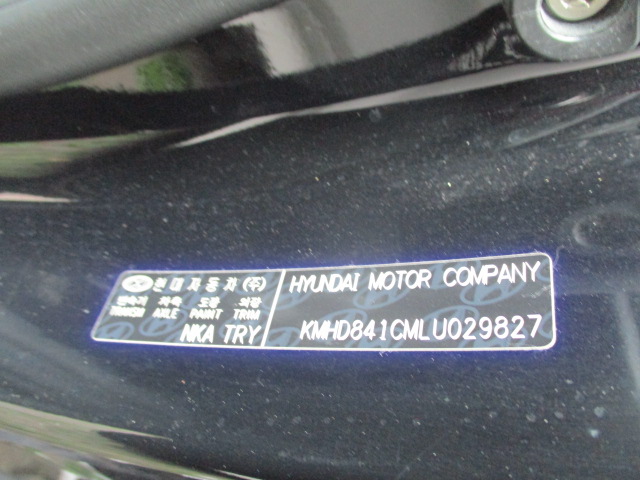 현대자동차(주)
변속기 차축 도장 외장
TRANSM AXLE PAINT TRIM
NKA TRY
HYUNDAI MOTOR COMPANY
KMHD841CMLU029827